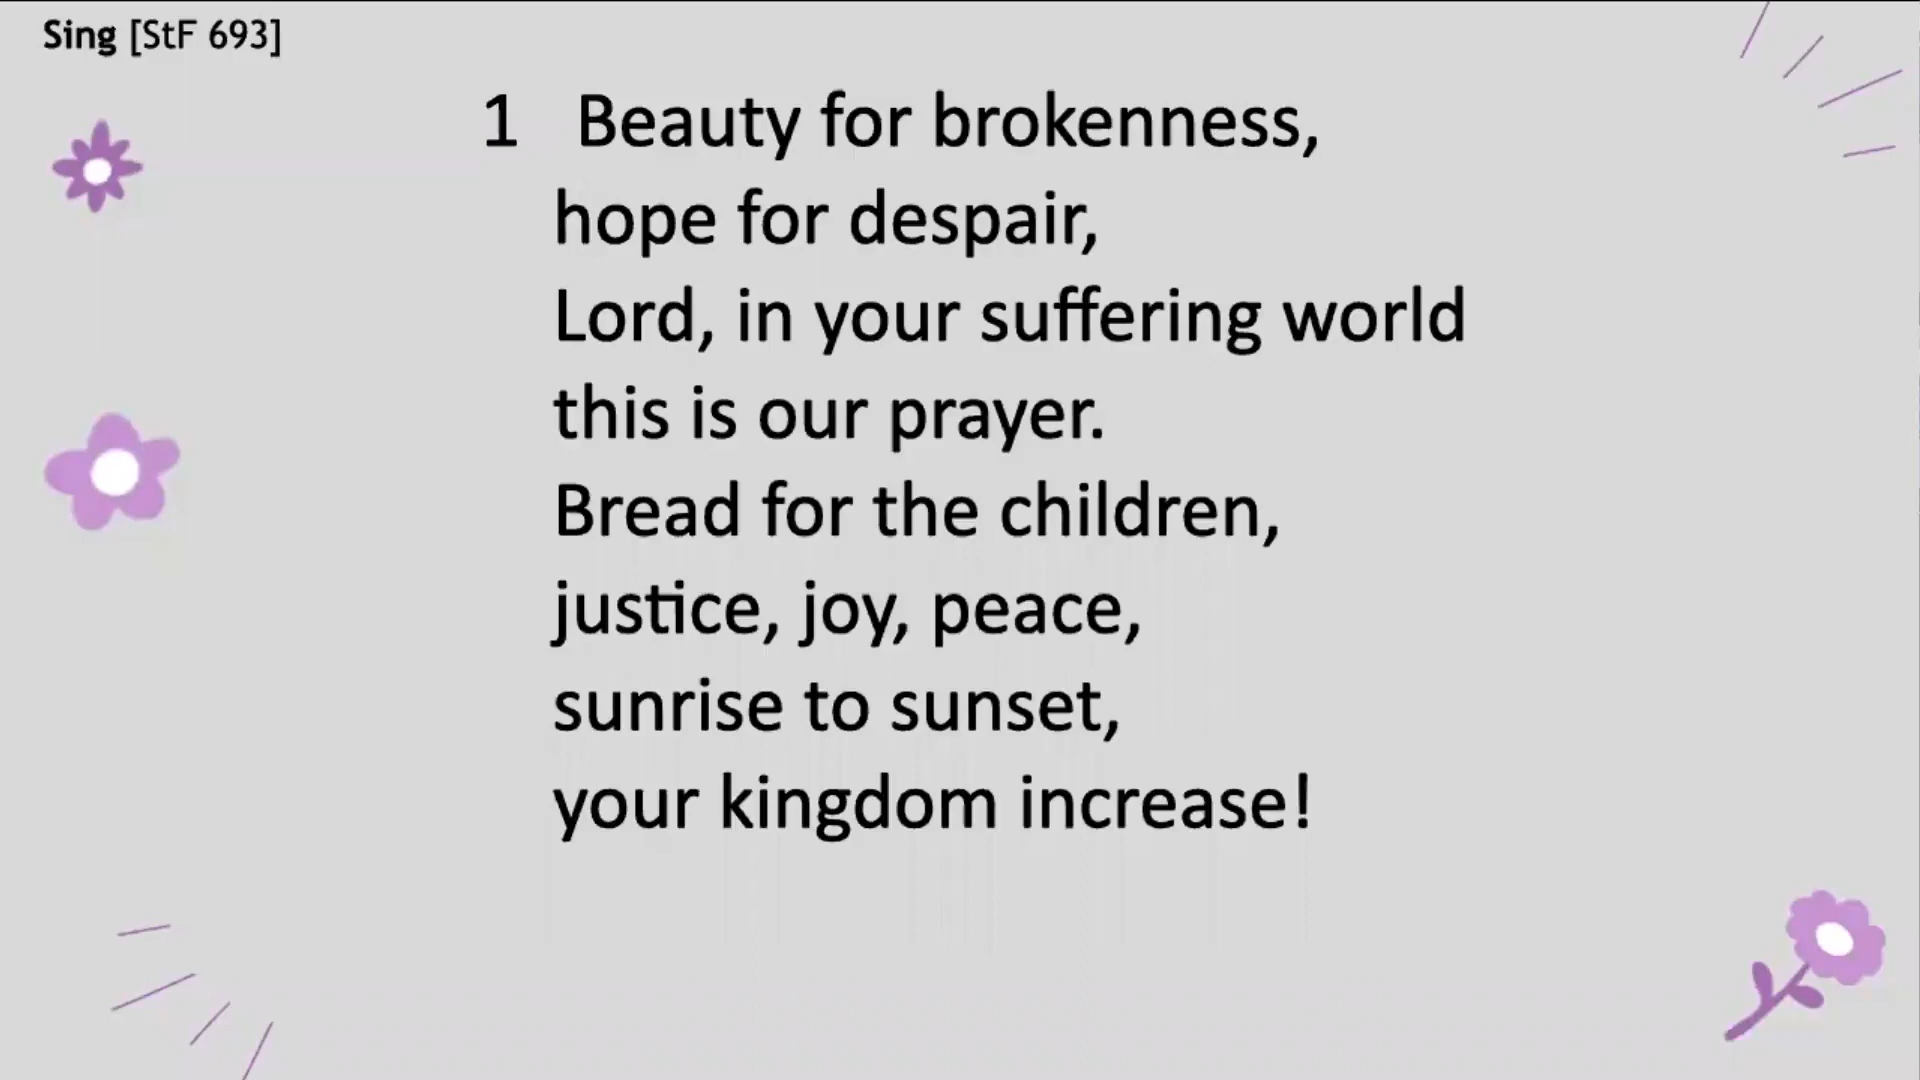 Sing [StF 693]
1 Beauty for brokenness,
hope for despair,
Lord, in your suffering world
this is our prayer.
Bread for the children,
justice, joy, peace,
sunrise to sunset,
your kingdom increase!